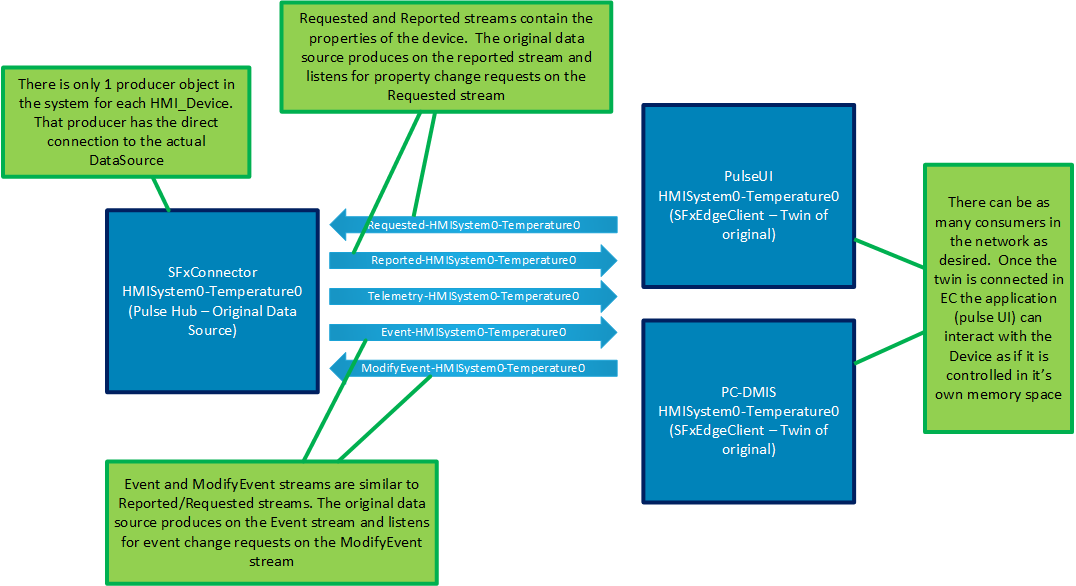 Requested and Reported streams contain the
properties of the device.  The original data
source produces on the reported stream and
listens for property change requests on the
Requested stream
There is only 1 producer object in
the system for each HMI_Device.
That producer has the direct
connection to the actual
DataSource
SFxConnector
HMISystem0-Temperature0
(Pulse Hub – Original Data
Source)
Requested-HMISystem0-Temperature0
Reported-HMISystem0-Temperature0
Telemetry-HMISystem0-Temperature0
Event-HMISystem0-Temperature0
ModifyEvent-HMISystem0-Temperature0
PulseUI
HMISystem0-Temperature0
(SFxEdgeClient – Twin of
original)
PC-DMIS
HMISystem0-Temperature0
(SFxEdgeClient – Twin of
original)
There can be as
many consumers in
the network as
desired.  Once the
twin is connected in
EC the application
(pulse UI) can
interact with the
Device as if it is
controlled in it’s
own memory space
Event and ModifyEvent streams are similar to
Reported/Requested streams. The original data
source produces on the Event stream and listens
for event change requests on the ModifyEvent
stream